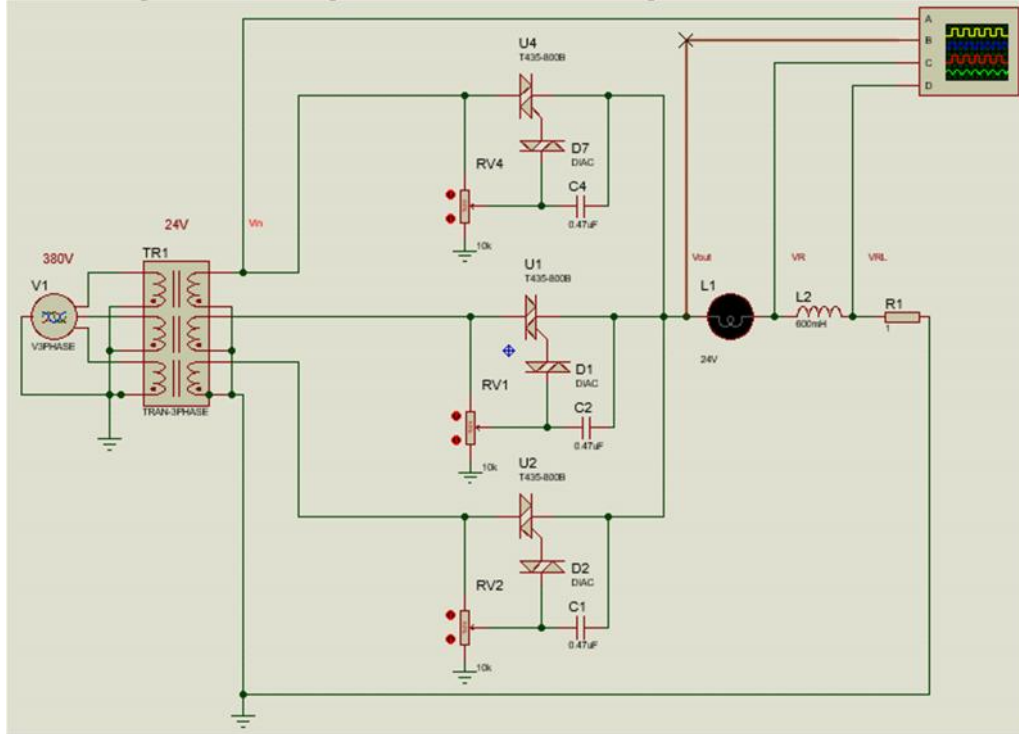 A
B
C
D
U4
T435-800B
D7
DIAC
RV4
C4
0.47uF
10k
24V
Vin
380V
TR1
V1
V3PHASE
TRAN-3PHASE
U1
T435-800B
D1
DIAC
RV1
C2
0.47uF
10k
Vout
VR
VRL
L1
24V
L2
600mH
R1
1
U2
T435-800B
D2
DIAC
RV2
C1
0.47uF
10k